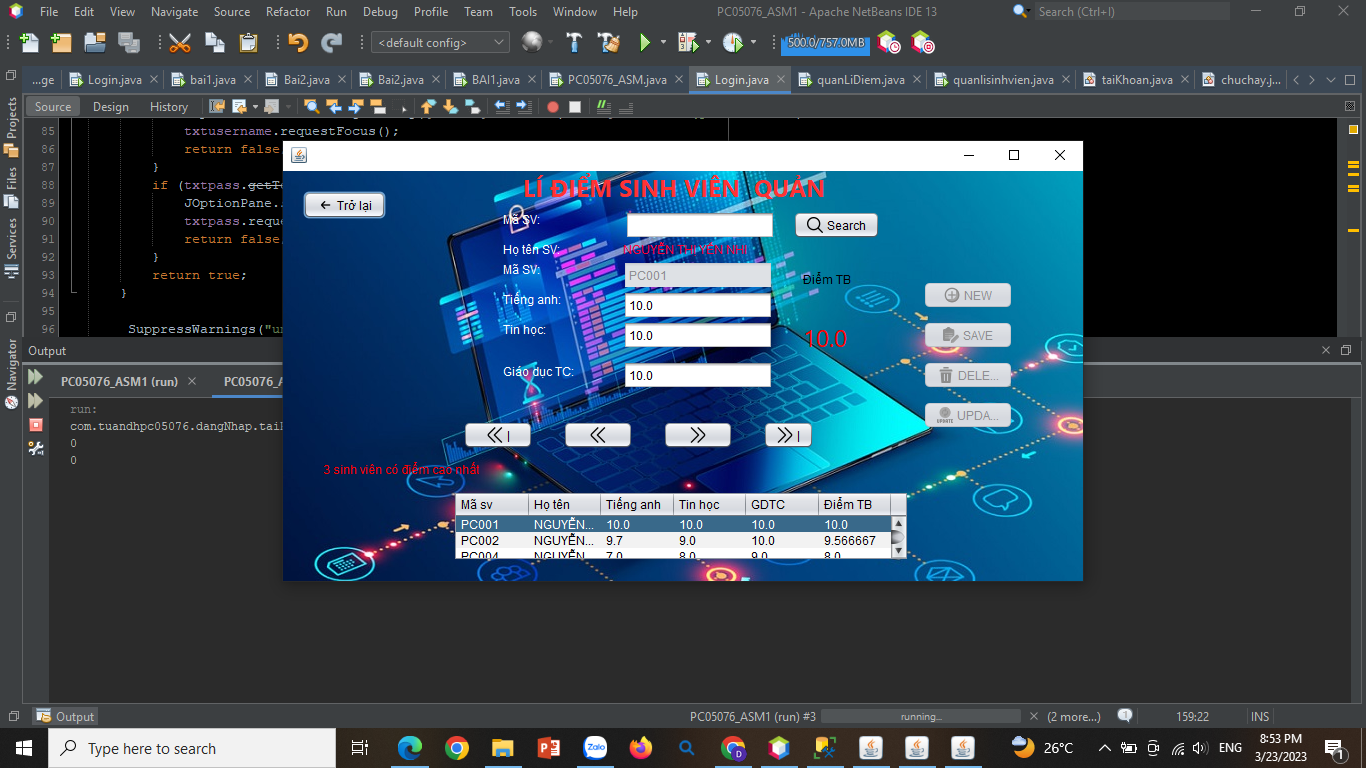 File Edit View Navigate Source Refactor Run Debug Profile Team Tools Window Help PC05076_ASM1 - Apache NetBeans IDE 13 Search (Ctrl+I)
<default config> 500.0/757.0MB
...ge Login.java bai1.java Bai2.java Bai2.java BAI1.java PC05076_ASM.java Login.java quanLiDiem.java quanlisinhvien.java taiKhoan.java chuchay.j...
Source Design History
Projects
Files
Services
Navigator
85 txtusername.requestFocus();
86 return false
87 }
88 if (txtpass.
89 JOptionPane.
90 txtpass.requ
91 return false
92 }
93 return true;
94 }
95
96 SuppressWarnings("u
LÍ ĐIỂM SINH VIÊN QUẢN
Trở lại
Mã SV:
Search
Họ tên SV:
Mã SV: PC001
Điểm TB
Tiếng anh: 10.0
Tin học: 10.0
10.0
Giáo dục TC: 10.0
NEW
SAVE
DELE...
UPDA...
3 sinh viên có điểm cao nhất
Mã sv Họ tên Tiếng anh Tin học GDTC Điểm TB
PC001 NGUYỄN... 10.0 10.0 10.0 10.0
PC002 NGUYỄN... 9.7 9.0 10.0 9.566667
PC004 NGUYỄN... 7.0 8.0 9.0 8.0
Output
PC05076_ASM1 (run) PC05076_A
run:
com.tuandhpc05076.dangNhap.taiK
0
0
Output PC05076_ASM1 (run) #3 running... (2 more...) 1 159:22 INS
Type here to search Zalo 26°C ENG 8:53 PM
3/23/2023 1